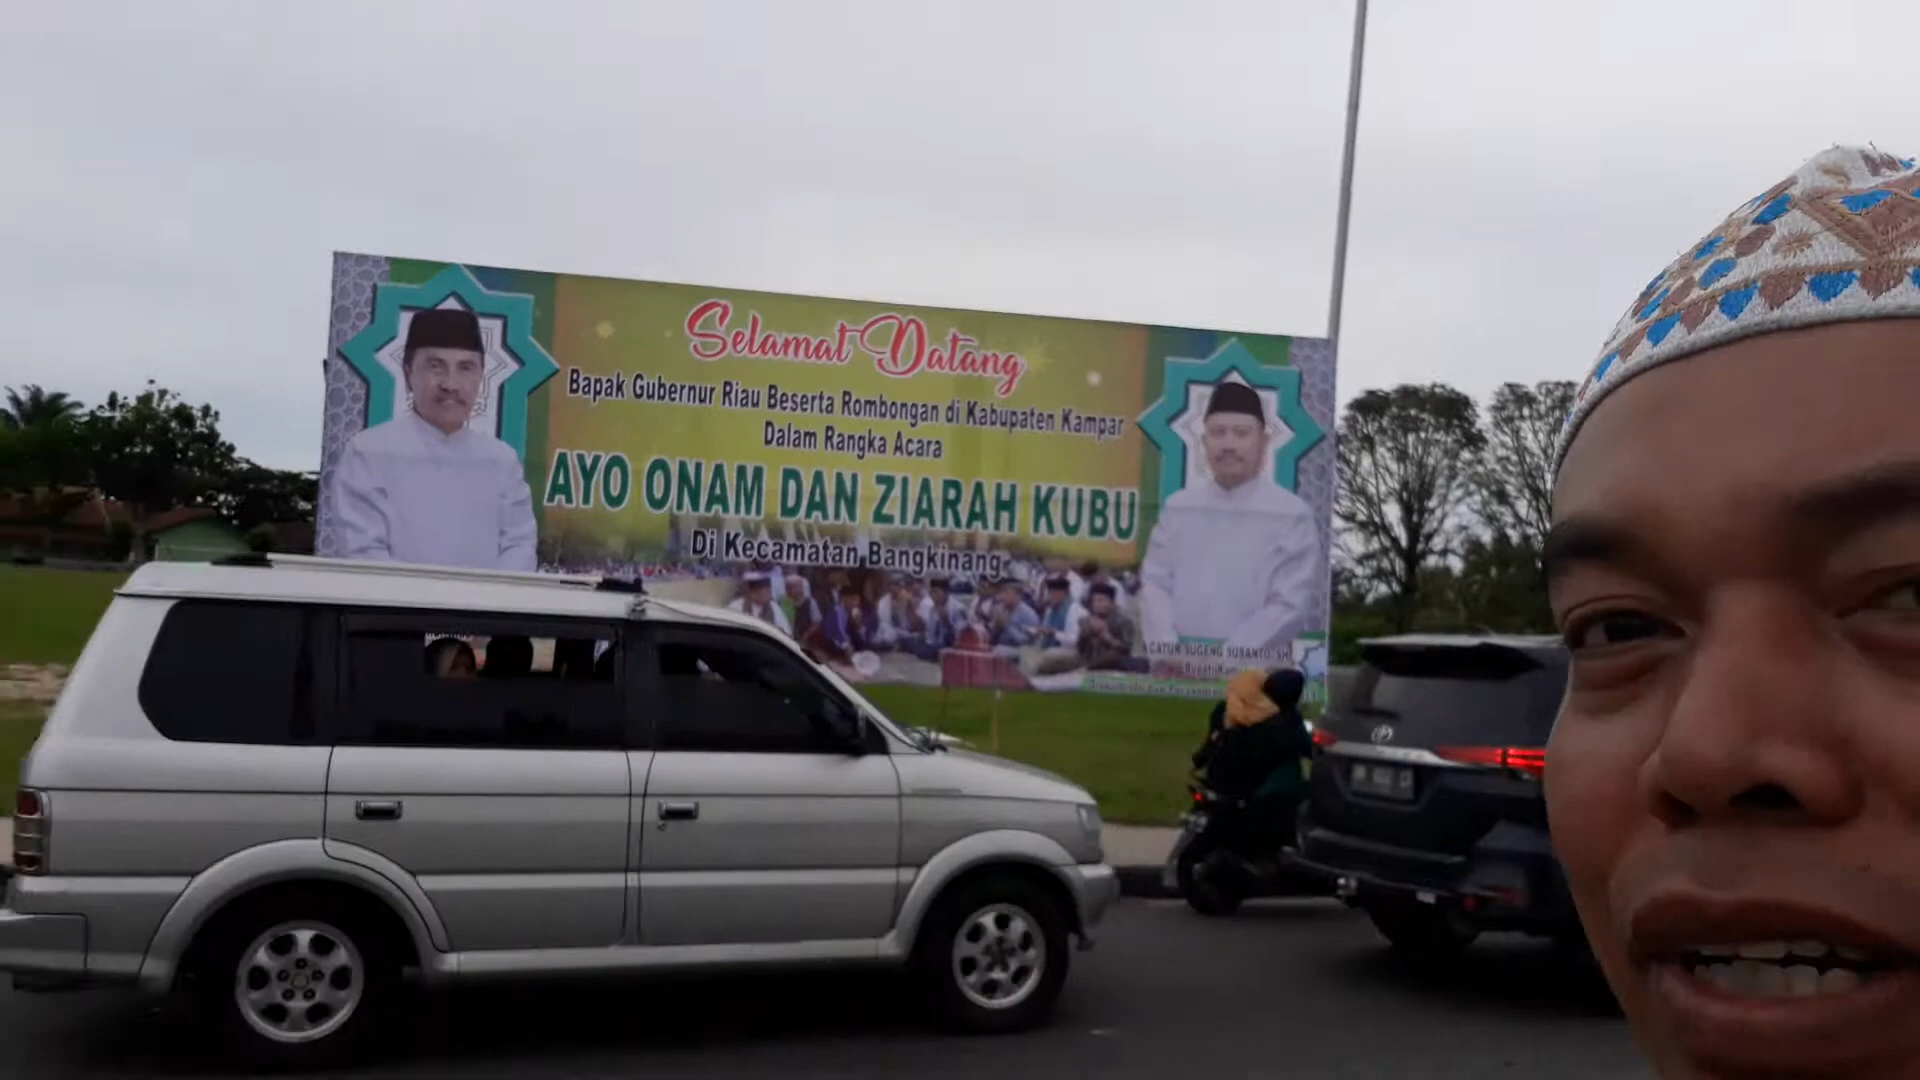 Selamat Datang
Bapak Gubernur Riau Beserta Rombongan di Kabupaten Kampar
Dalam Rangka Acara
AYO ONAM DAN ZIARAH KUBU
Di Kecamatan Bangkinang
CATUR SUGENG SUSANTO, SH